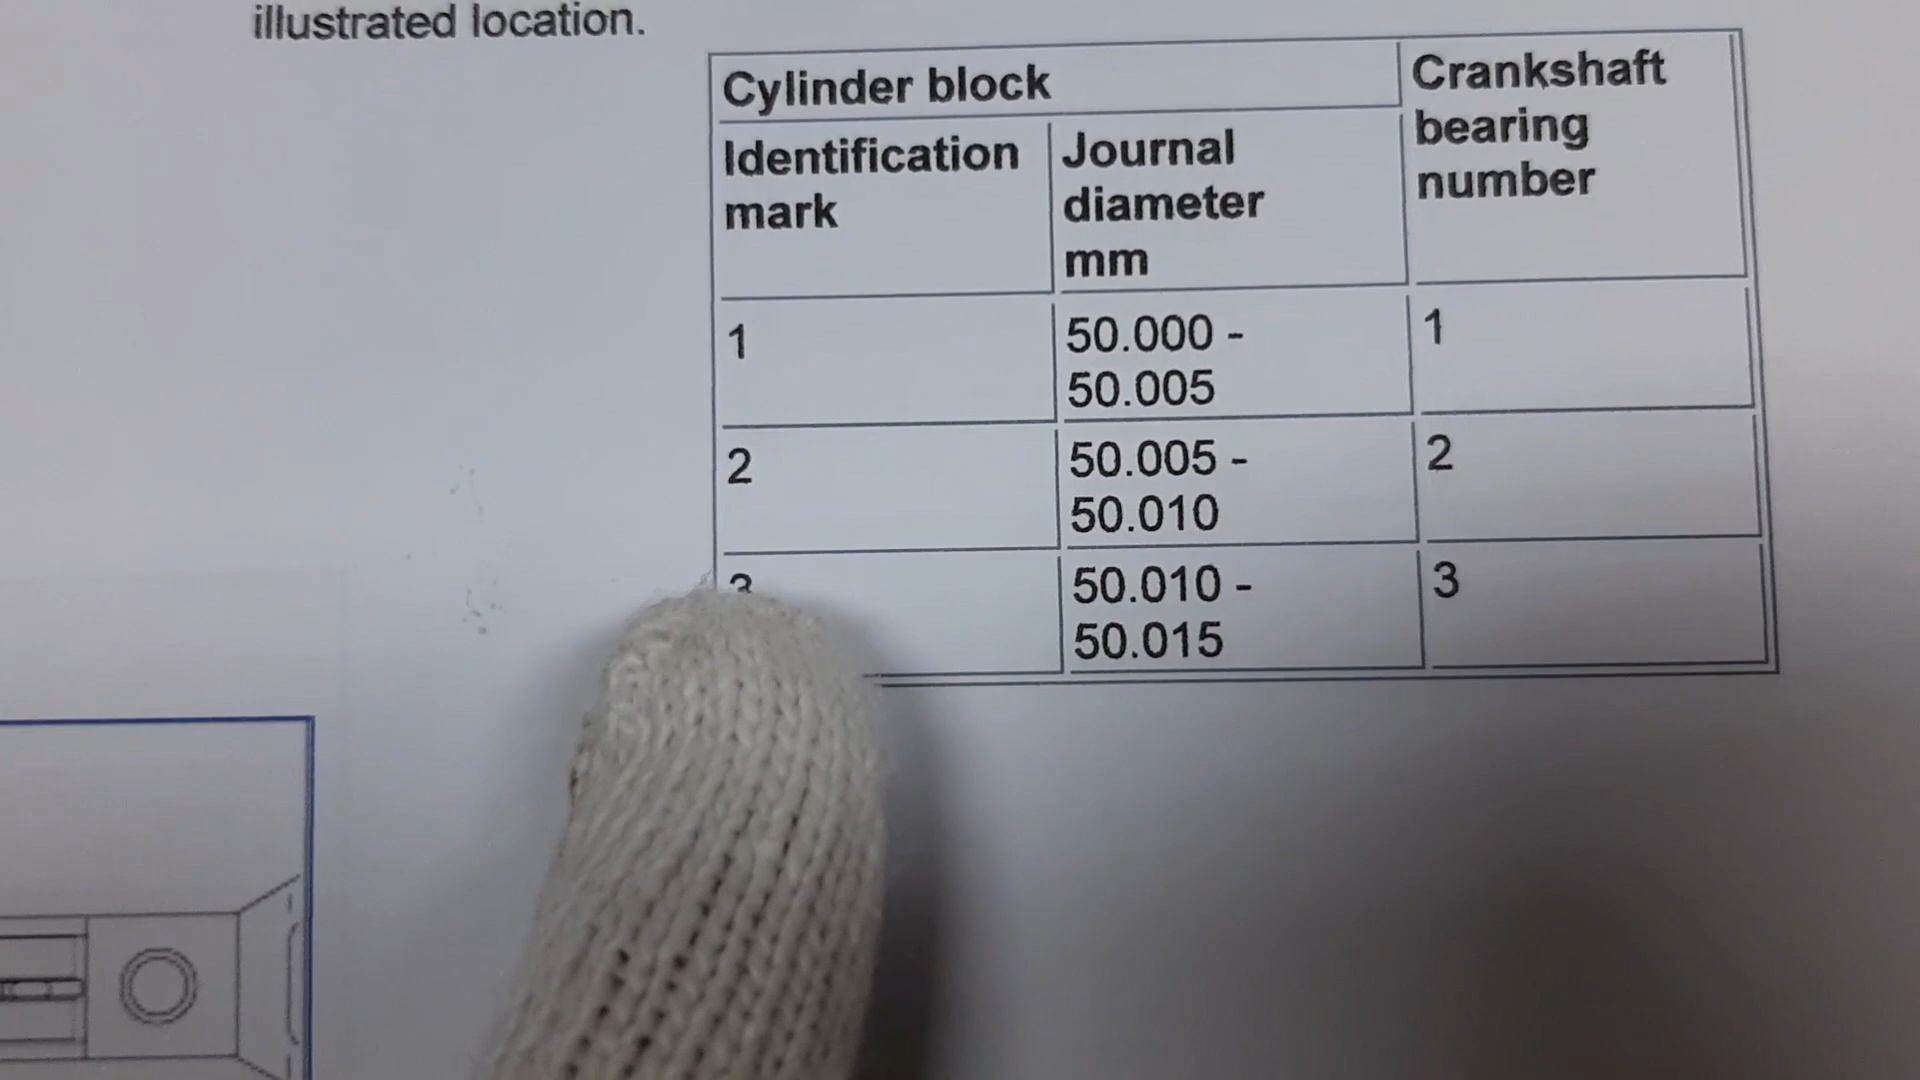 illustrated location.
Cylinder block
Crankshaft
bearing
number
Identification
mark
Journal
diameter
mm
1
50.000 -
50.005
1
2
50.005 -
50.010
2
3
50.010 -
50.015
3